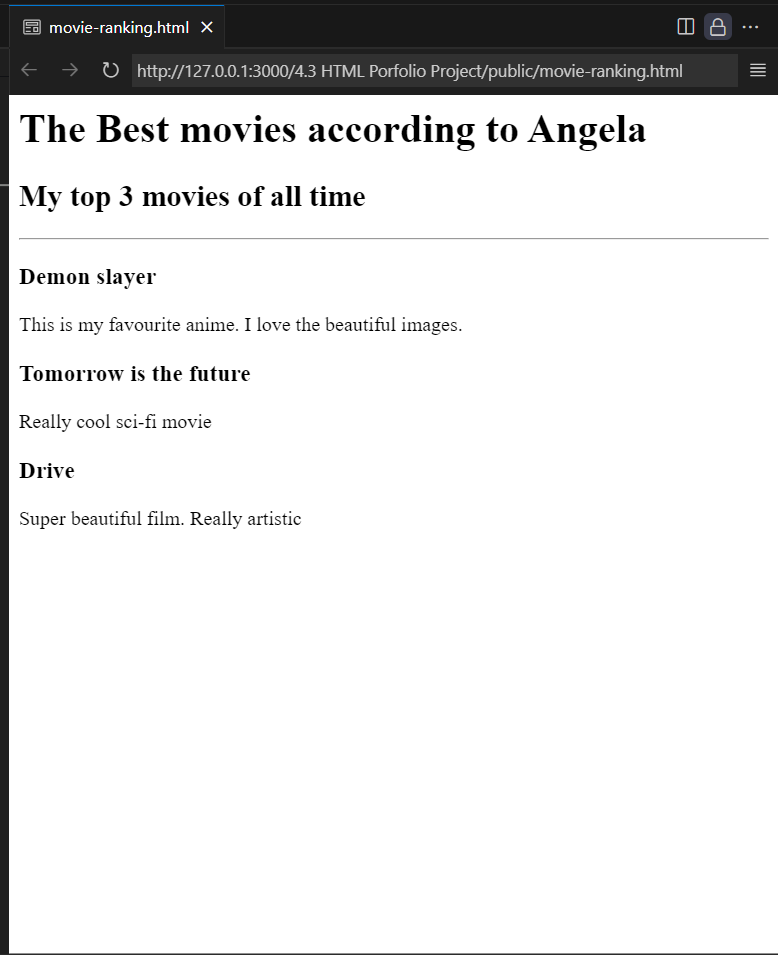 movie-ranking.html
http://127.0.0.1:3000/4.3 HTML Porfolio Project/public/movie-ranking.html
The Best movies according to Angela
My top 3 movies of all time
Demon slayer
This is my favourite anime. I love the beautiful images.
Tomorrow is the future
Really cool sci-fi movie
Drive
Super beautiful film. Really artistic